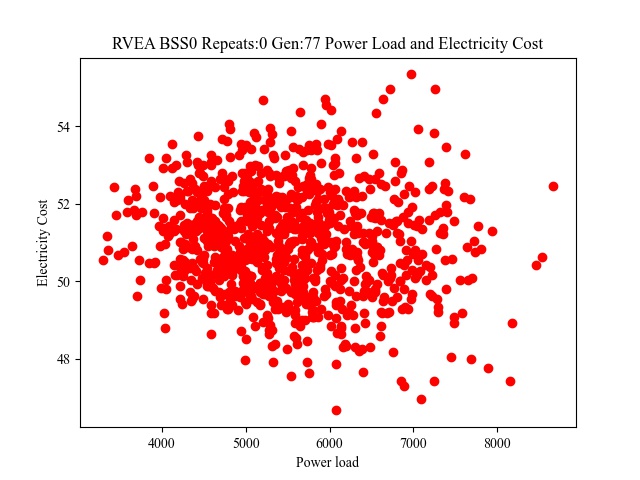 RVEA BSS0 Repeats:0 Gen:77 Power Load and Electricity Cost
54
52
50
48
Electricity Cost
4000 5000 6000 7000 8000
Power load